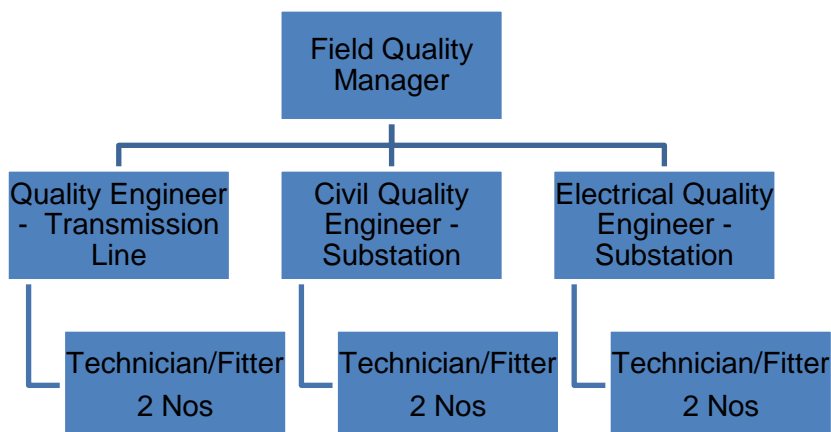 Field Quality
Manager
Quality Engineer
- Transmission
Line
Civil Quality
Engineer -
Substation
Electrical Quality
Engineer -
Substation
Technician/Fitter
2 Nos
Technician/Fitter
2 Nos
Technician/Fitter
2 Nos